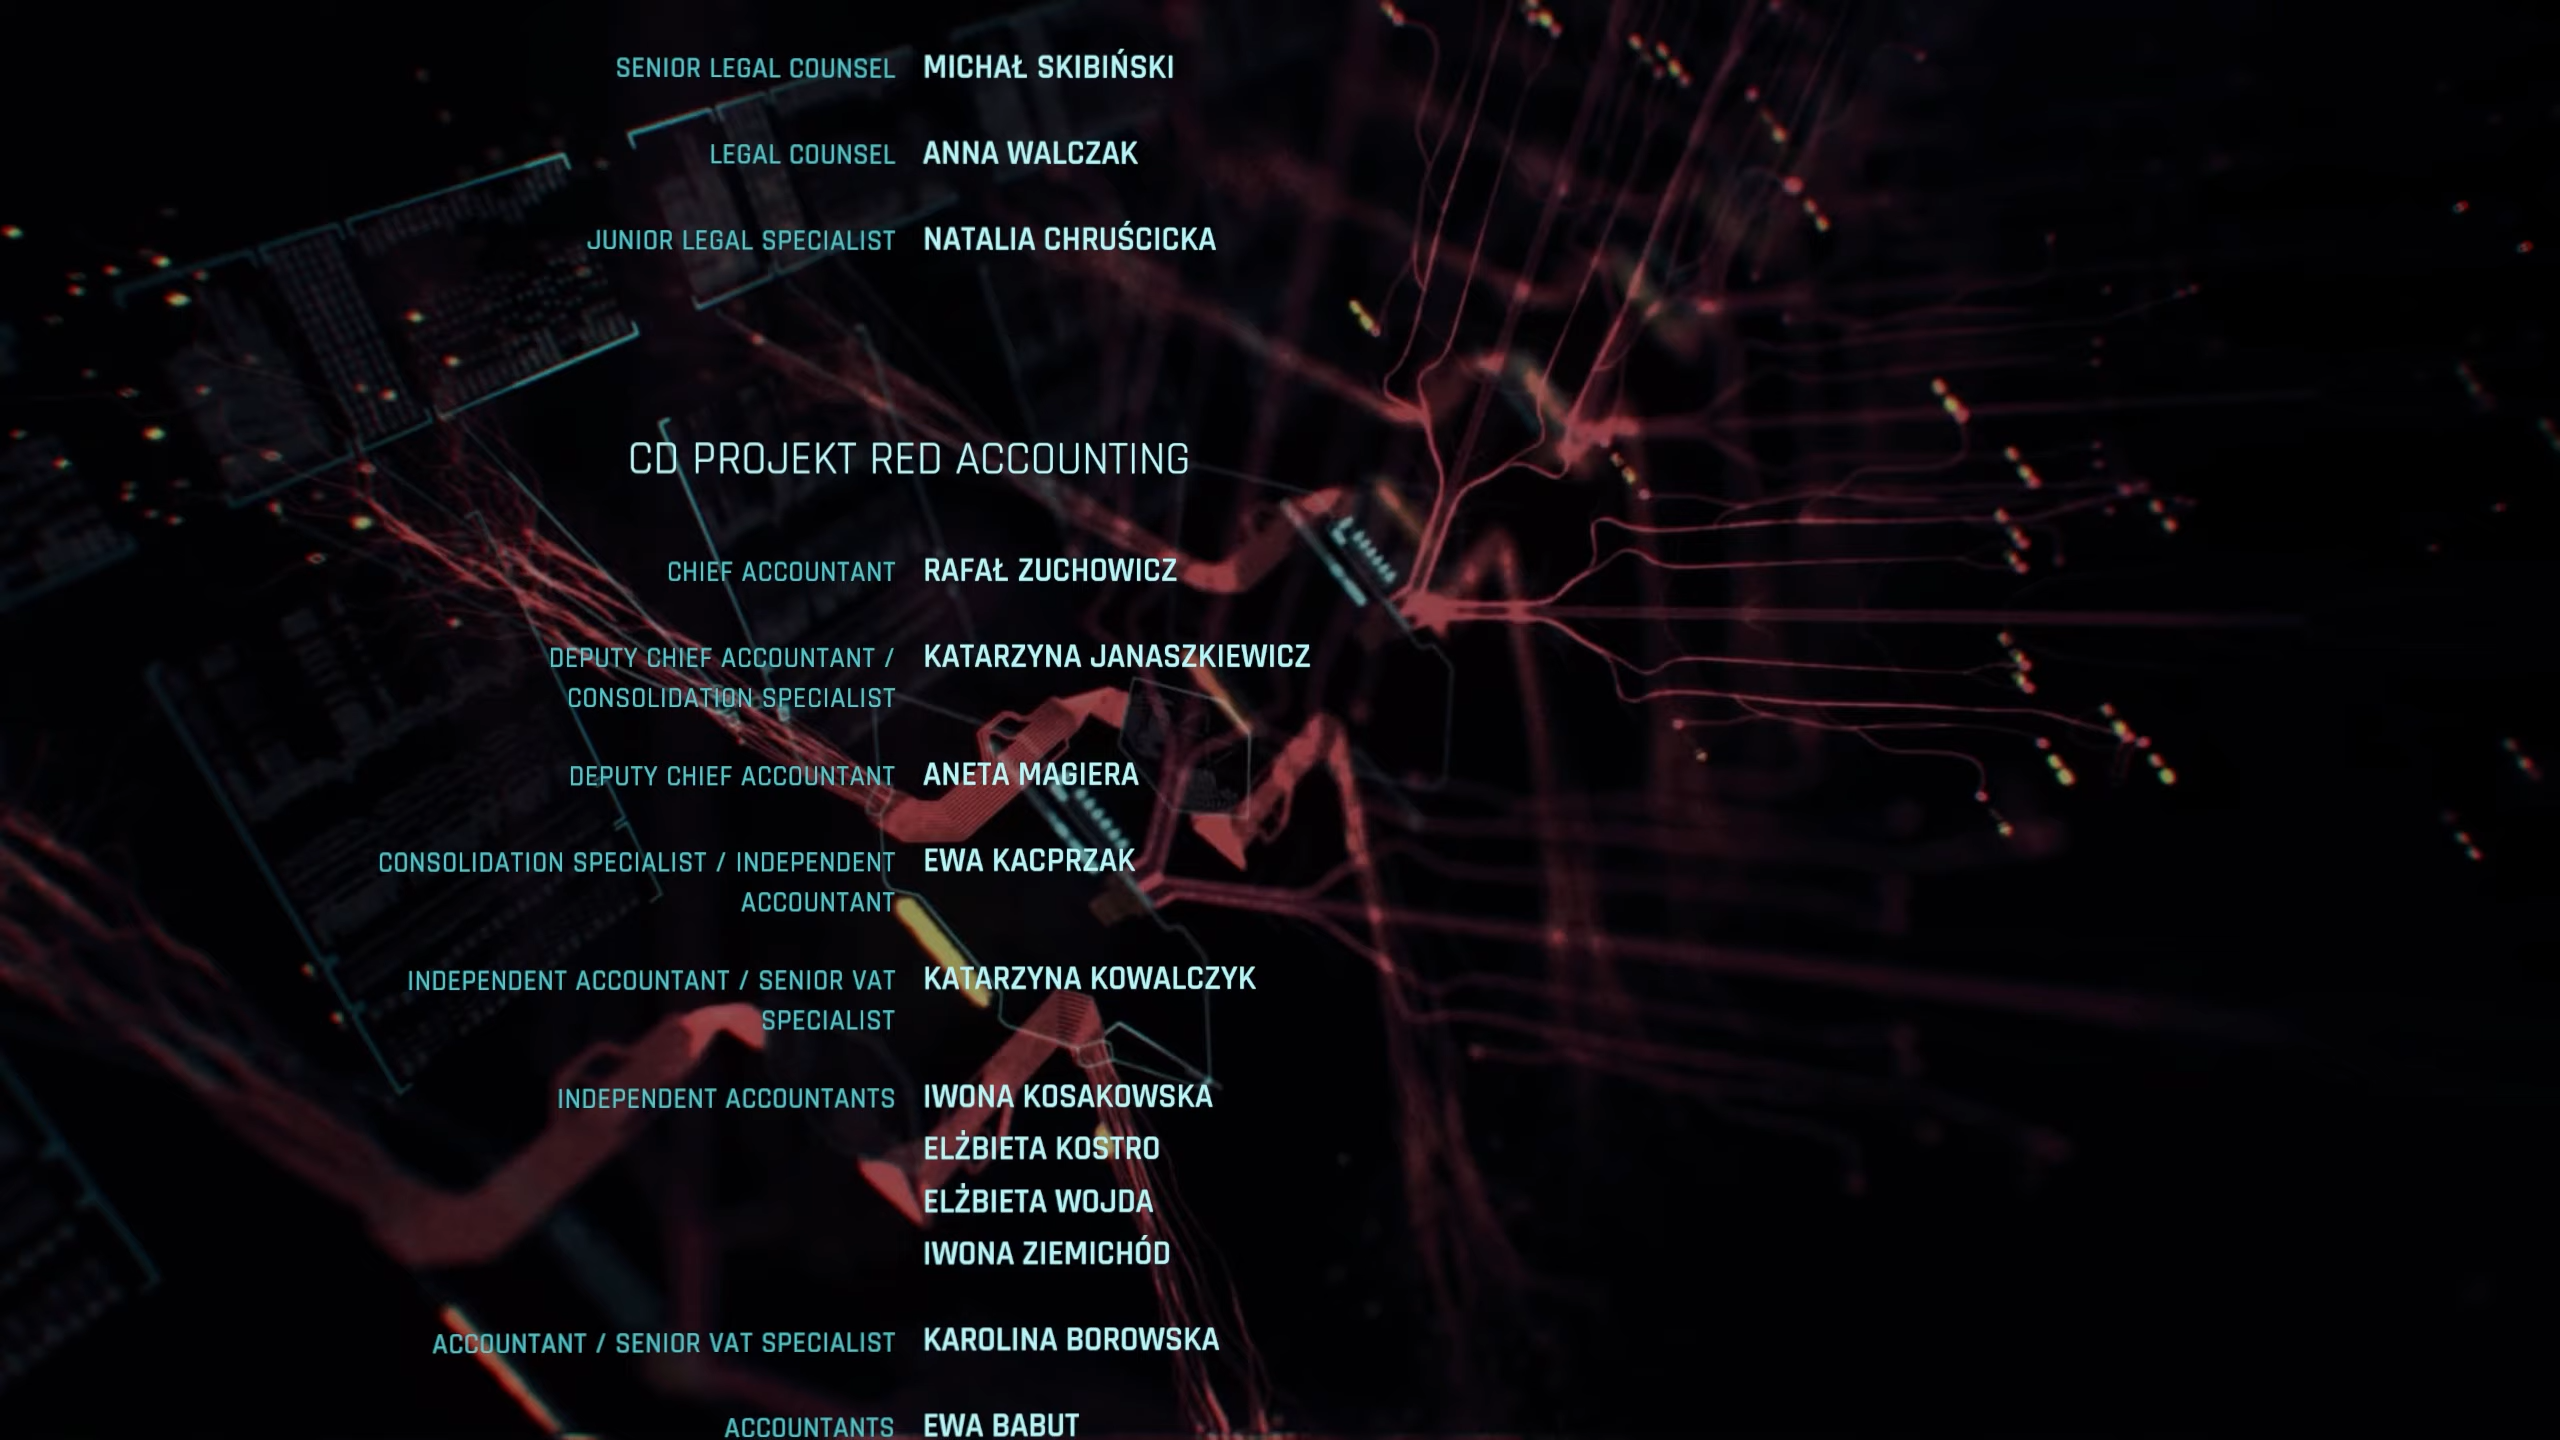 SENIOR LEGAL COUNSEL MICHAŁ SKIBIŃSKI
LEGAL COUNSEL ANNA WALCZAK
JUNIOR LEGAL SPECIALIST NATALIA CHRUŚCICKA
CD PROJEKT RED ACCOUNTING
CHIEF ACCOUNTANT RAFAŁ ZUCHOWICZ
DEPUTY CHIEF ACCOUNTANT / KATARZYNA JANASZKIEWICZ
CONSOLIDATION SPECIALIST
DEPUTY CHIEF ACCOUNTANT ANETA MAGIERA
CONSOLIDATION SPECIALIST / INDEPENDENT EWA KACPRZAK
ACCOUNTANT
INDEPENDENT ACCOUNTANT / SENIOR VAT KATARZYNA KOWALCZYK
SPECIALIST
INDEPENDENT ACCOUNTANTS IWONA KOSAKOWSKA
ELŻBIETA KOSTRO
ELŻBIETA WOJDA
IWONA ZIEMICHÓD
ACCOUNTANT / SENIOR VAT SPECIALIST KAROLINA BOROWSKA
ACCOUNTANTS EWA BABUT